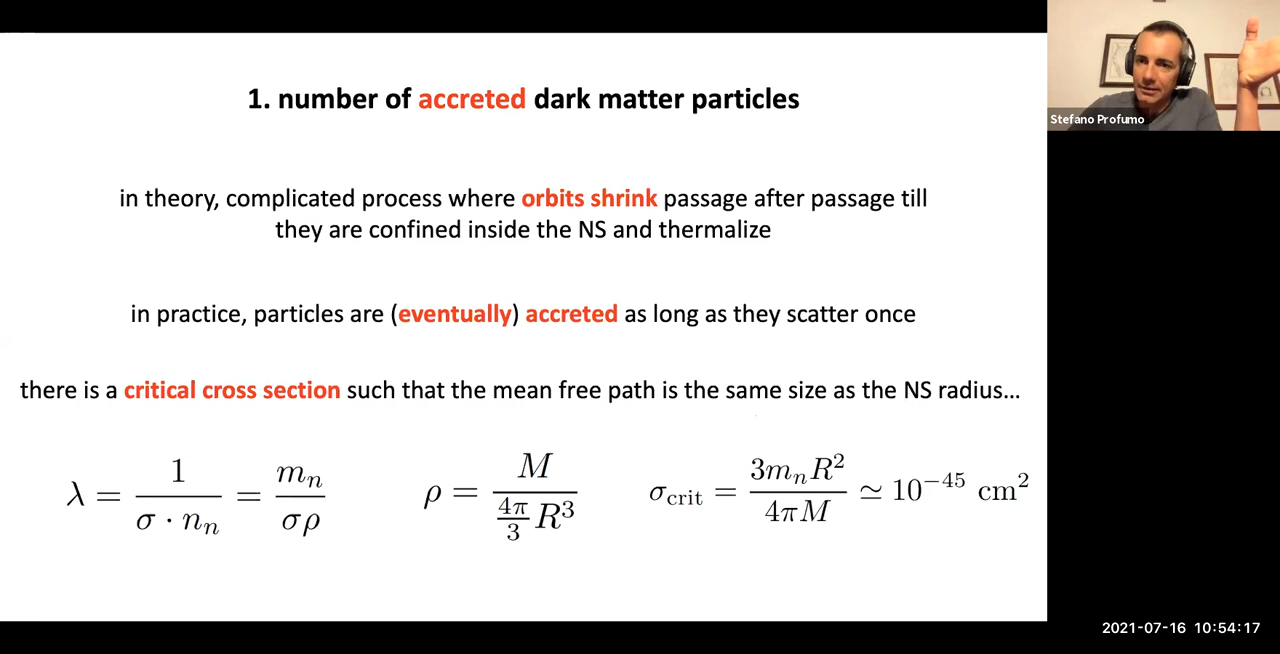 1. number of accreted dark matter particles
in theory, complicated process where orbits shrink passage after passage till
they are confined inside the NS and thermalize
in practice, particles are (eventually) accreted as long as they scatter once
there is a critical cross section such that the mean free path is the same size as the NS radius...
λ = 1/(σ · nₙ) = mₙ/(σρ)
ρ = M/((4π/3)R³)
σ_crit = 3mₙR²/(4πM) ≃ 10⁻⁴⁵ cm²
Stefano Profumo
2021-07-16 10:54:17